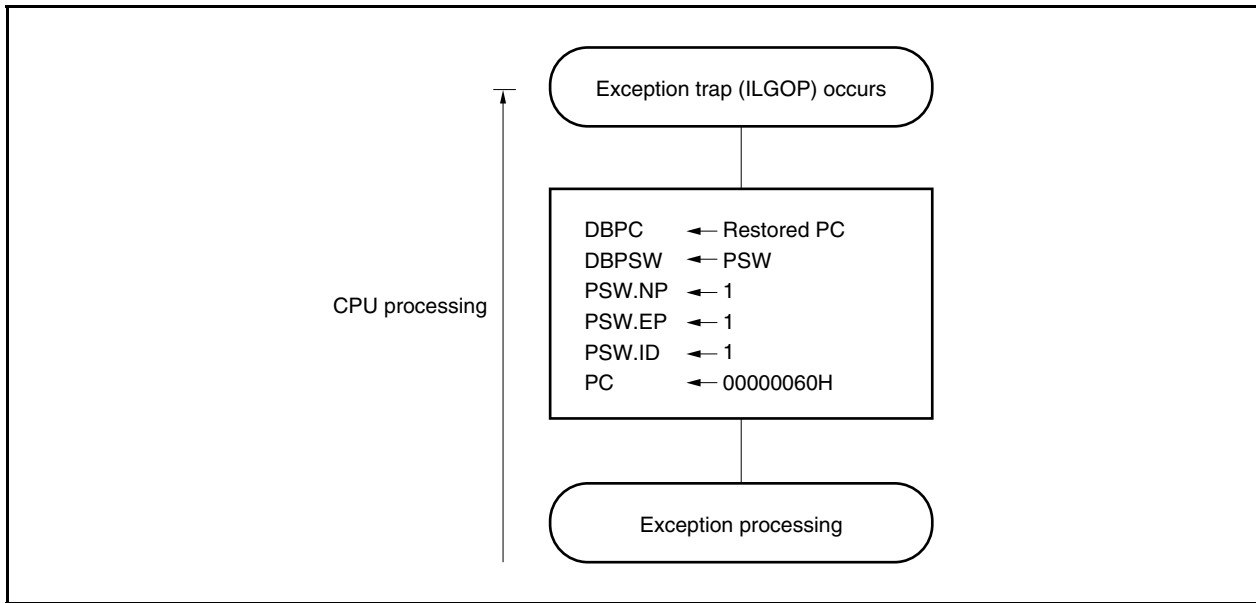 Exception trap (ILGOP) occurs
DBPC ← Restored PC
DBPSW ← PSW
PSW.NP ← 1
PSW.EP ← 1
PSW.ID ← 1
PC ← 00000060H
CPU processing
Exception processing